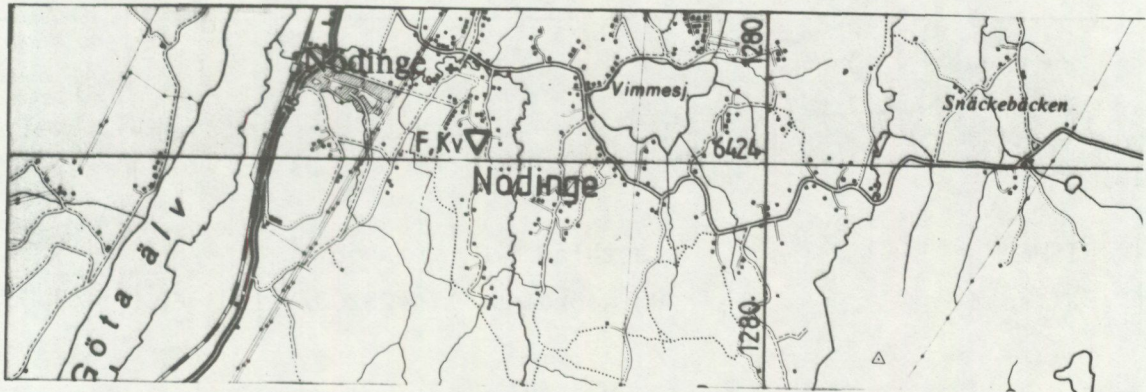 1280
Nödinge
Vimmesj.
Snäckebäcken
F, Kv
6424
Nödinge
Göta älv
1280